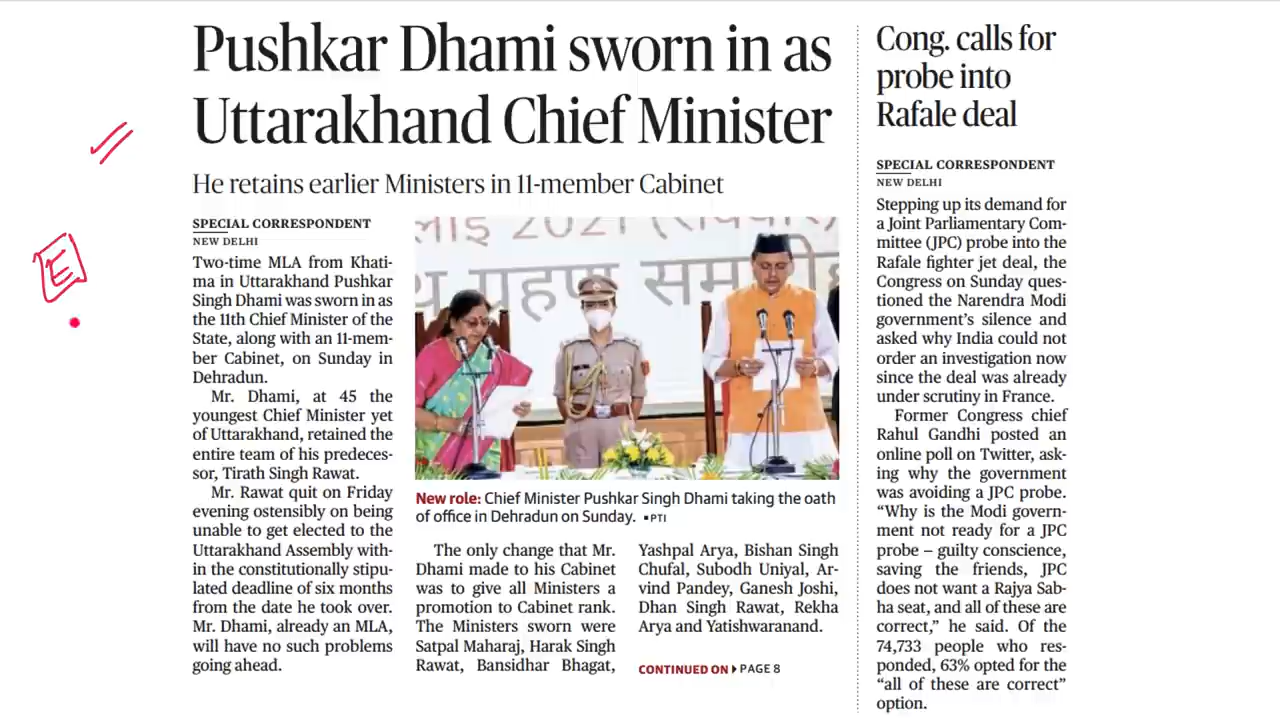 Pushkar Dhami sworn in as
Uttarakhand Chief Minister
He retains earlier Ministers in 11-member Cabinet
SPECIAL CORRESPONDENT
NEW DELHI
Two-time MLA from Khati-
ma in Uttarakhand Pushkar
Singh Dhami was sworn in as
the 11th Chief Minister of the
State, along with an 11-mem-
ber Cabinet, on Sunday in
Dehradun.
Mr. Dhami, at 45 the
youngest Chief Minister yet
of Uttarakhand, retained the
entire team of his predeces-
sor, Tirath Singh Rawat.
Mr. Rawat quit on Friday
evening ostensibly on being
unable to get elected to the
Uttarakhand Assembly with-
in the constitutionally stipu-
lated deadline of six months
from the date he took over.
Mr. Dhami, already an MLA,
will have no such problems
going ahead.
लाई 2021 (रविवार)
थ ग्रहण समारोह
New role: Chief Minister Pushkar Singh Dhami taking the oath
of office in Dehradun on Sunday. ▪PTI
The only change that Mr.
Dhami made to his Cabinet
was to give all Ministers a
promotion to Cabinet rank.
The Ministers sworn were
Satpal Maharaj, Harak Singh
Rawat, Bansidhar Bhagat,
Yashpal Arya, Bishan Singh
Chufal, Subodh Uniyal, Ar-
vind Pandey, Ganesh Joshi,
Dhan Singh Rawat, Rekha
Arya and Yatishwaranand.
CONTINUED ON ▶ PAGE 8
Cong. calls for
probe into
Rafale deal
SPECIAL CORRESPONDENT
NEW DELHI
Stepping up its demand for
a Joint Parliamentary Com-
mittee (JPC) probe into the
Rafale fighter jet deal, the
Congress on Sunday ques-
tioned the Narendra Modi
government's silence and
asked why India could not
order an investigation now
since the deal was already
under scrutiny in France.
Former Congress chief
Rahul Gandhi posted an
online poll on Twitter, ask-
ing why the government
was avoiding a JPC probe.
“Why is the Modi govern-
ment not ready for a JPC
probe – guilty conscience,
saving the friends, JPC
does not want a Rajya Sab-
ha seat, and all of these are
correct,” he said. Of the
74,733 people who res-
ponded, 63% opted for the
“all of these are correct”
option.
E